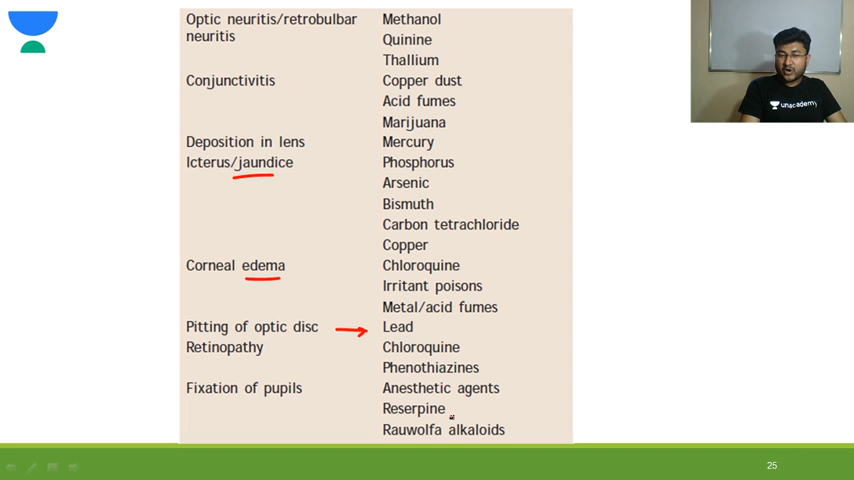 Optic neuritis/retrobulbar Methanol
neuritis Quinine
Thallium
Conjunctivitis Copper dust
Acid fumes
Marijuana
Deposition in lens Mercury
Icterus/jaundice Phosphorus
Arsenic
Bismuth
Carbon tetrachloride
Copper
Corneal edema Chloroquine
Irritant poisons
Metal/acid fumes
Pitting of optic disc Lead
Retinopathy Chloroquine
Phenothiazines
Fixation of pupils Anesthetic agents
Reserpine
Rauwolfa alkaloids
unacademy
25